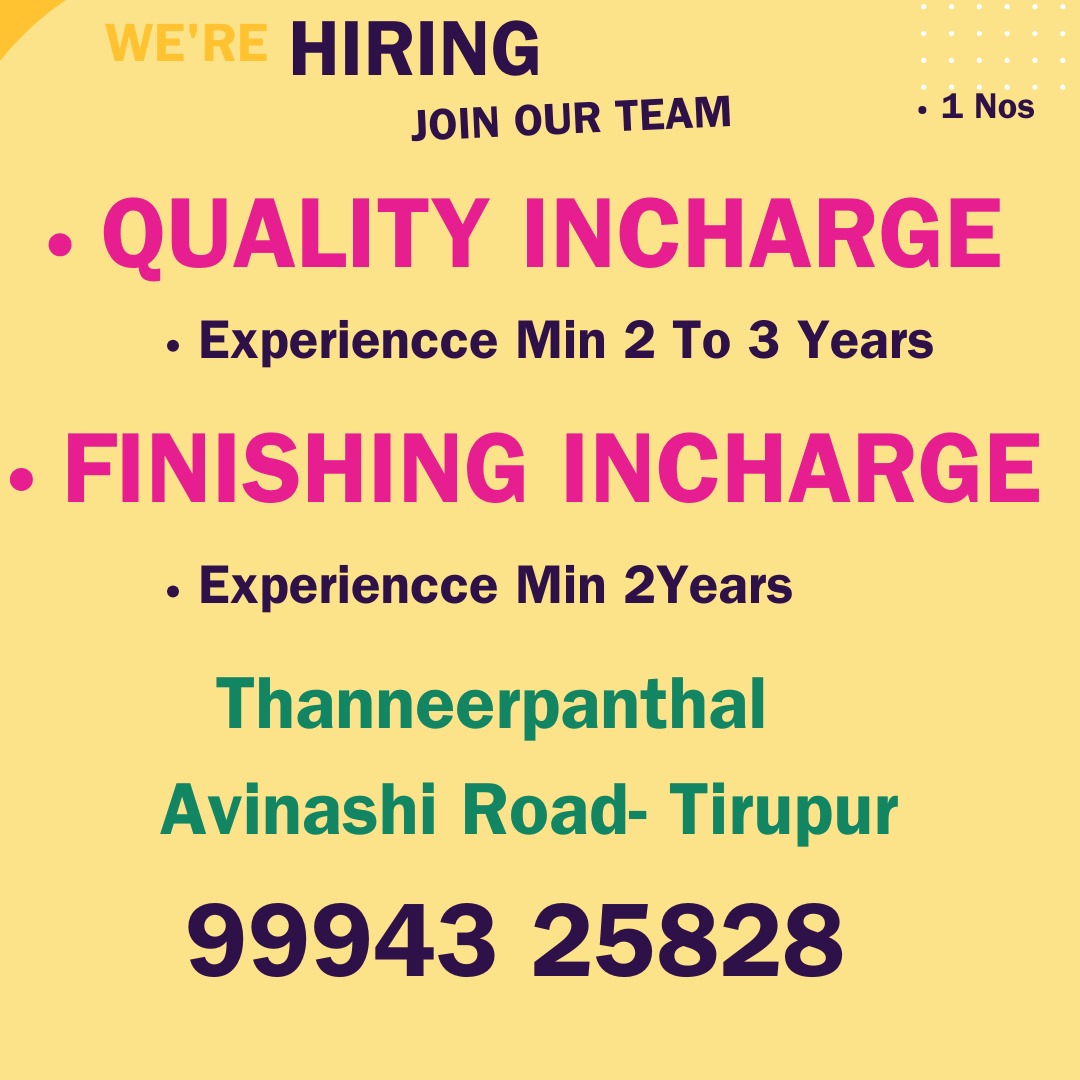 WE'RE HIRING
JOIN OUR TEAM
• 1 Nos
• QUALITY INCHARGE
• Experiencce Min 2 To 3 Years
• FINISHING INCHARGE
• Experiencce Min 2Years
Thanneerpanthal
Avinashi Road- Tirupur
99943 25828